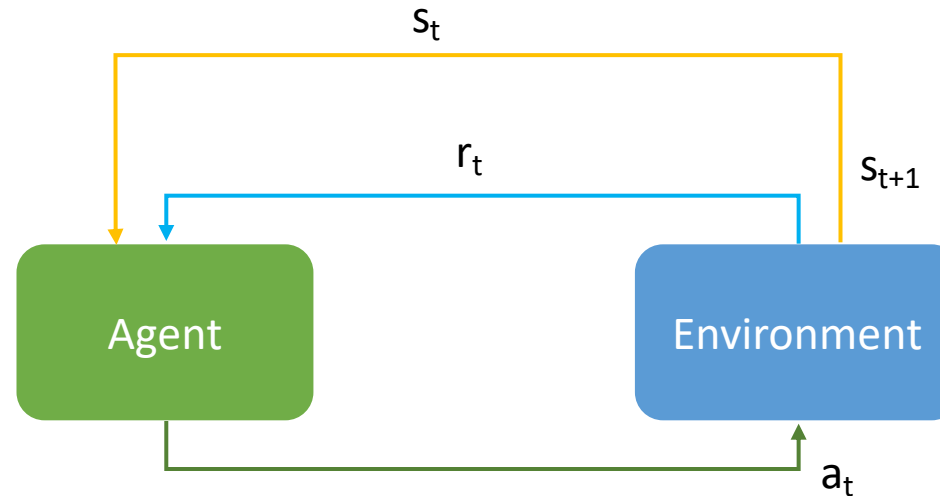 sₜ
rₜ
sₜ₊₁
Agent
Environment
aₜ